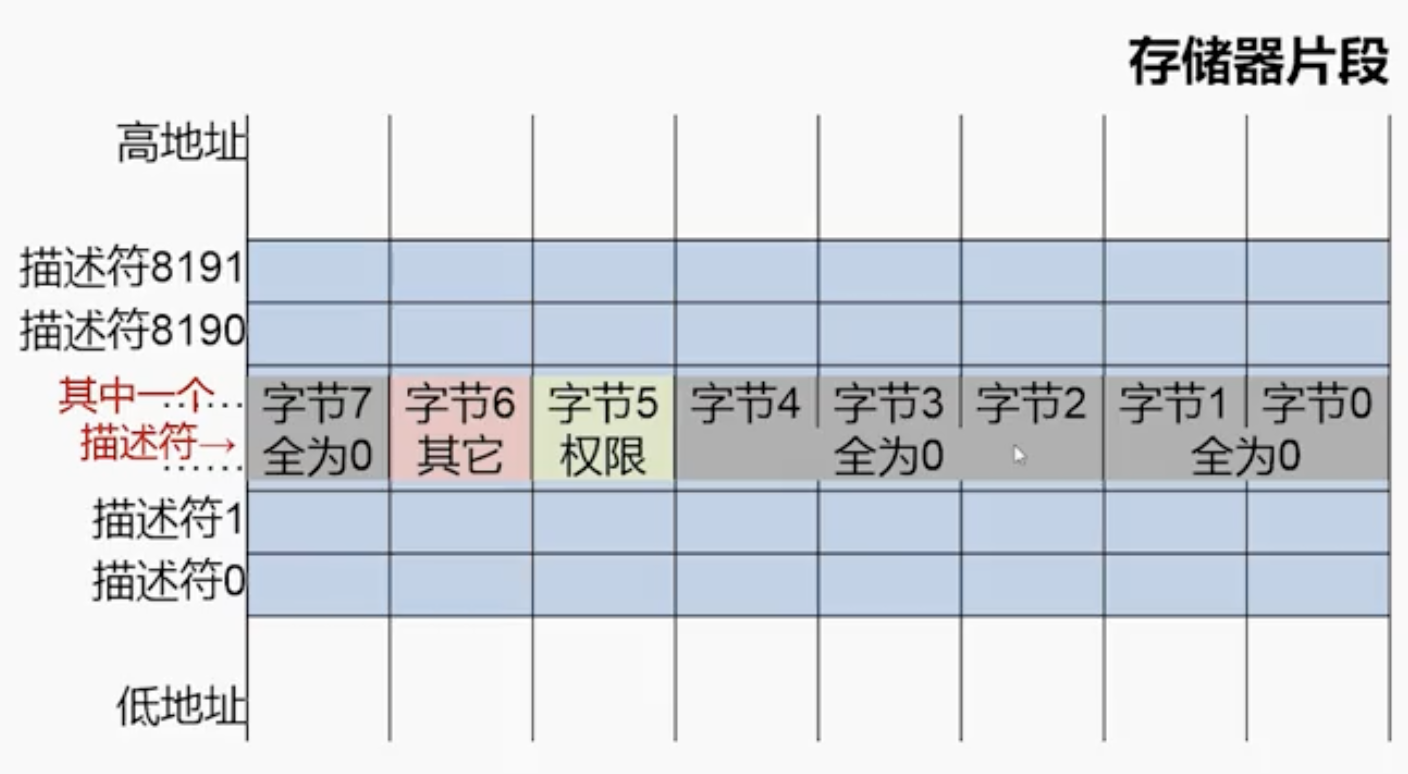 存储器片段
高地址
描述符8191
描述符8190
其中一个……
描述符→
……
字节7 字节6 字节5 字节4 字节3 字节2 字节1 字节0
全为0 其它 权限 全为0 全为0
描述符1
描述符0
低地址